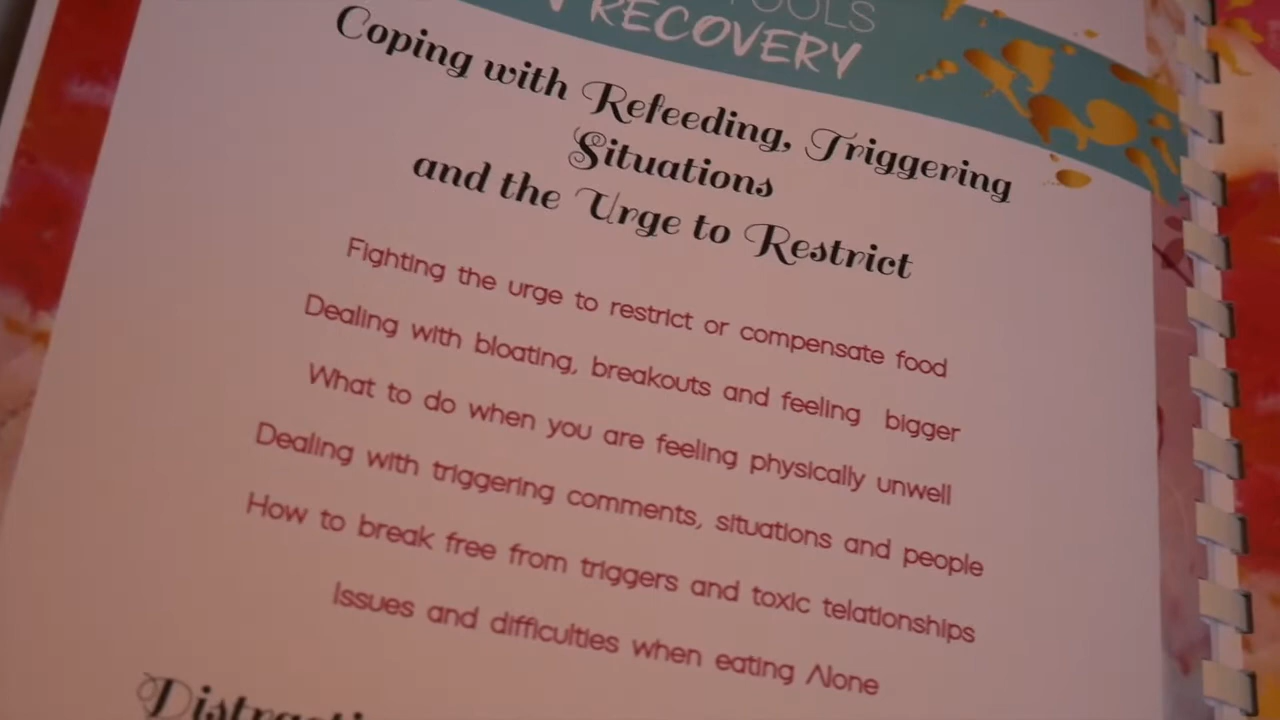 TOOLS
RECOVERY
Coping with Refeeding, Triggering
Situations
and the Urge to Restrict
Fighting the urge to restrict or compensate food
Dealing with bloating, breakouts and feeling bigger
What to do when you are feeling physically unwell
Dealing with triggering comments, situations and people
How to break free from triggers and toxic telationships
Issues and difficulties when eating Alone